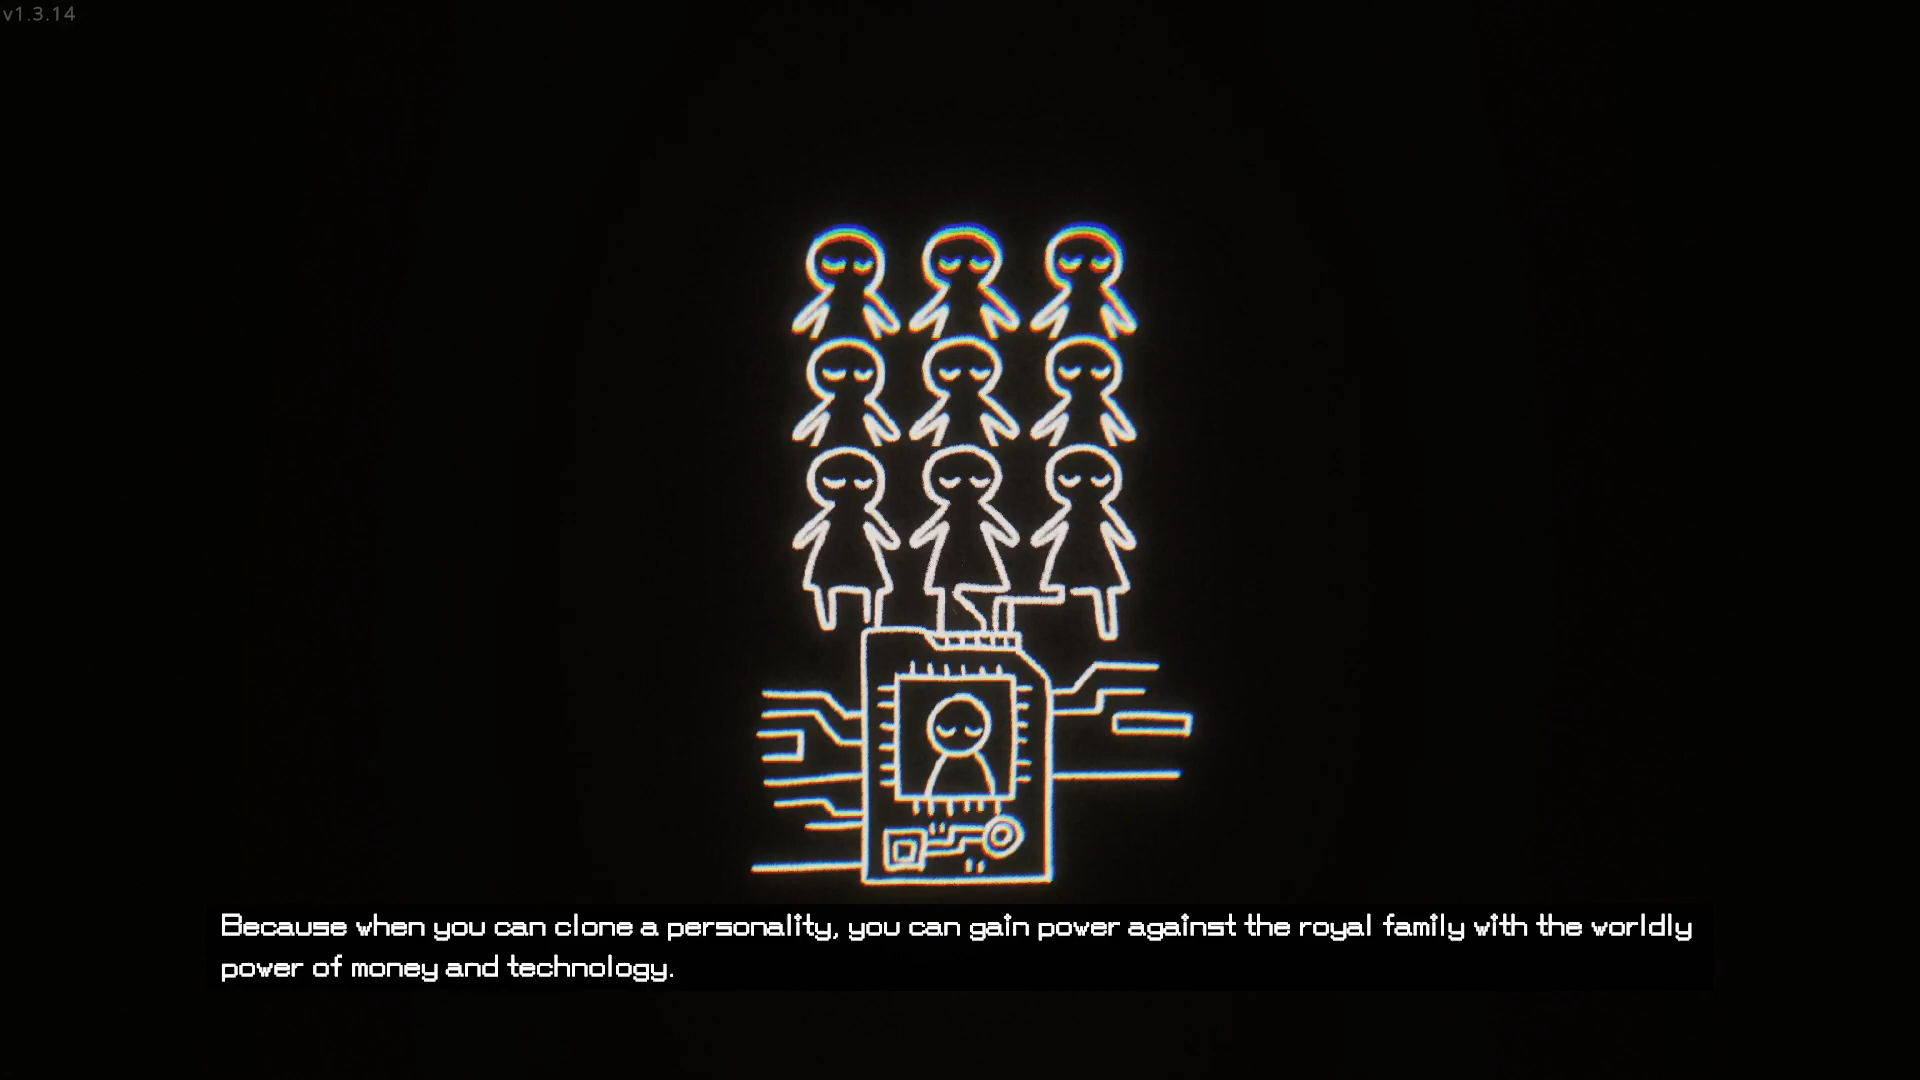 v1.3.14
Because when you can clone a personality, you can gain power against the royal family with the worldly
power of money and technology.